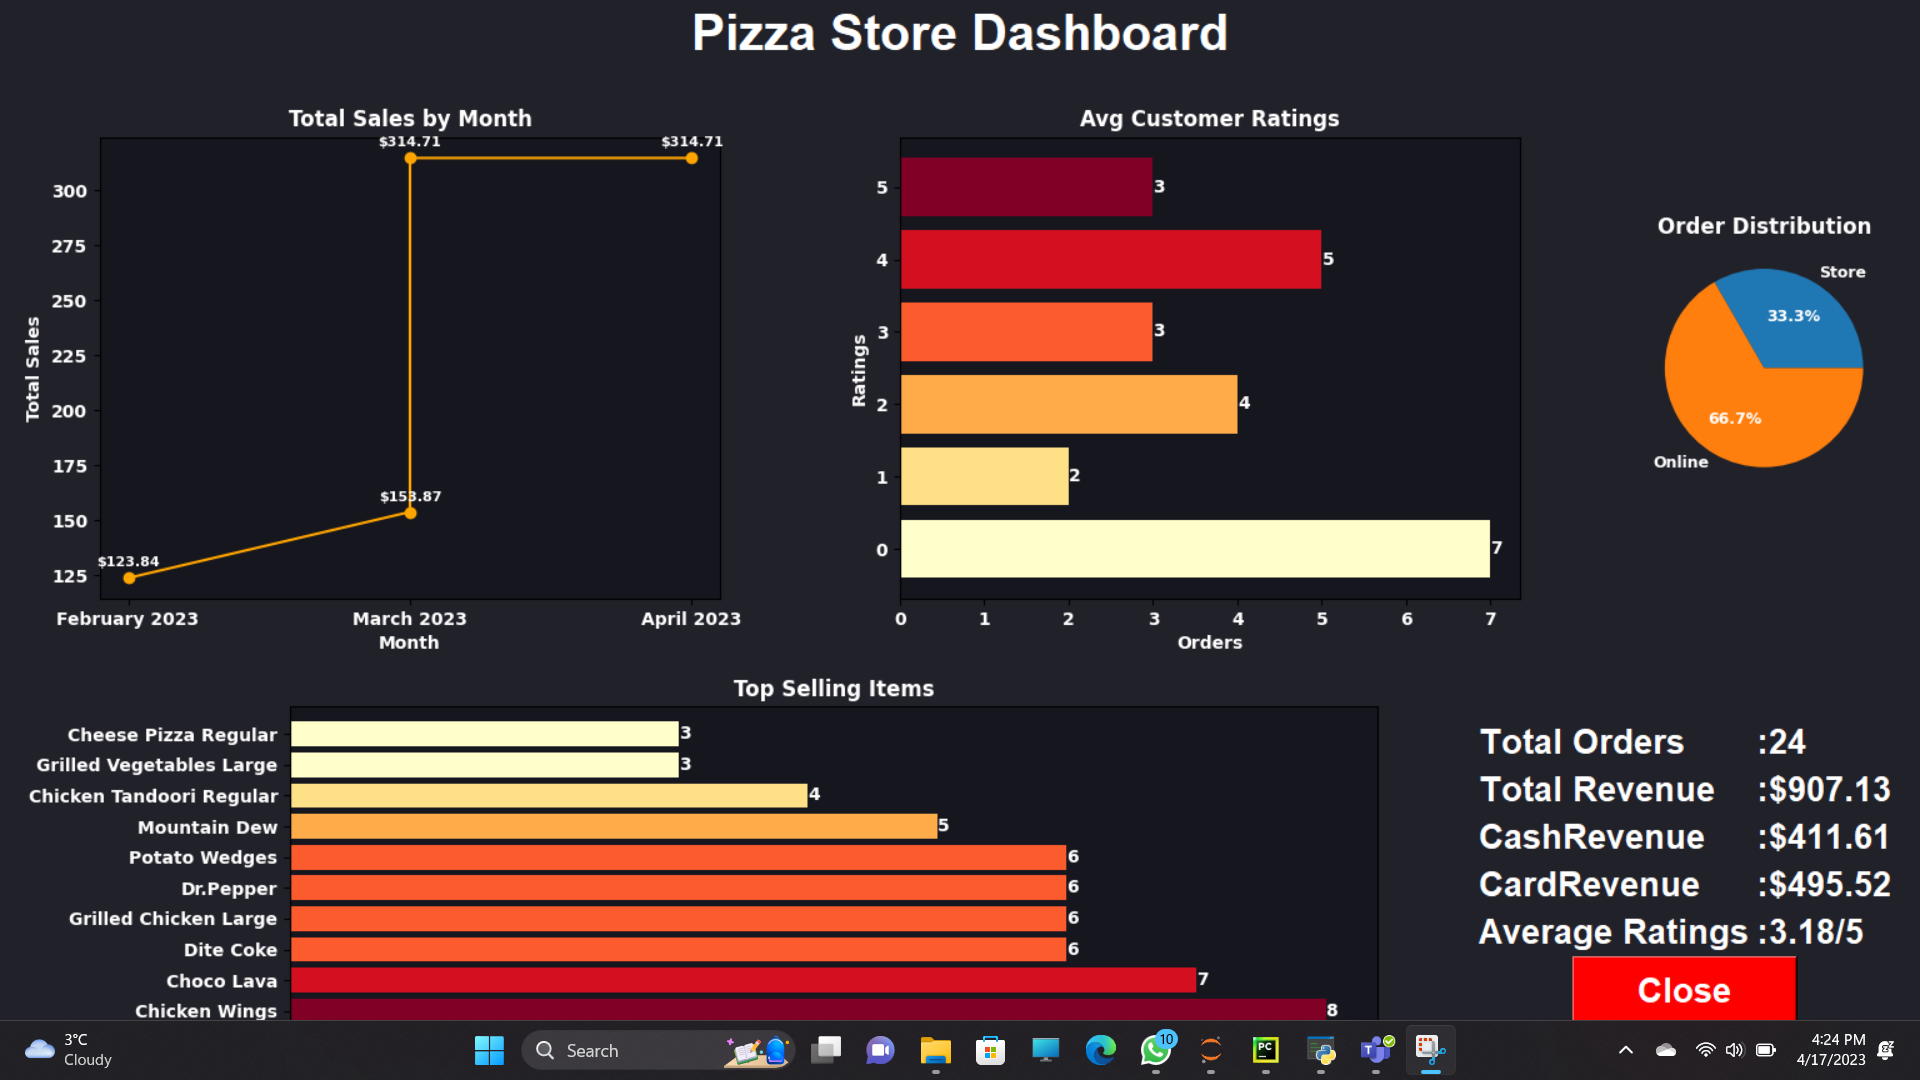 Pizza Store Dashboard
Total Sales by Month
$314.71
$314.71
300
275
250
225
200
175
150
125
Total Sales
$153.87
$123.84
February 2023
March 2023
April 2023
Month
Avg Customer Ratings
5
4
3
2
1
0
Ratings
3
5
3
4
2
7
0
1
2
3
4
5
6
7
Orders
Order Distribution
Store
33.3%
66.7%
Online
Top Selling Items
Cheese Pizza Regular
3
Grilled Vegetables Large
3
Chicken Tandoori Regular
4
Mountain Dew
5
Potato Wedges
6
Dr.Pepper
6
Grilled Chicken Large
6
Dite Coke
6
Choco Lava
7
Chicken Wings
8
Total Orders :24
Total Revenue :$907.13
CashRevenue :$411.61
CardRevenue :$495.52
Average Ratings :3.18/5
Close
3°C
Cloudy
Search
10
PC
4:24 PM
4/17/2023